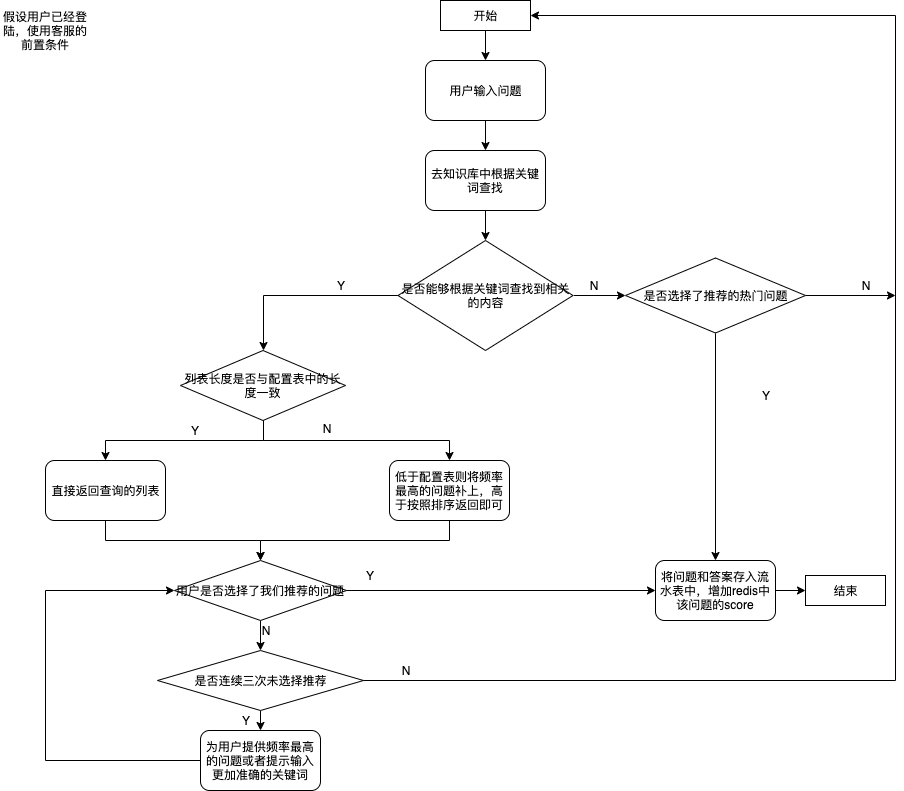 假设用户已经登
陆，使用客服的
前置条件
开始
用户输入问题
去知识库中根据关键
词查找
是否能够根据关键词查找到相关
的内容
Y
N
是否选择了推荐的热门问题
N
Y
列表长度是否与配置表中的长
度一致
Y
N
直接返回查询的列表
低于配置表则将频率
最高的问题补上，高
于按照排序返回即可
用户是否选择了我们推荐的问题
Y
将问题和答案存入流
水表中，增加redis中
该问题的score
结束
N
是否连续三次未选择推荐
N
Y
为用户提供频率最高
的问题或者提示输入
更加准确的关键词